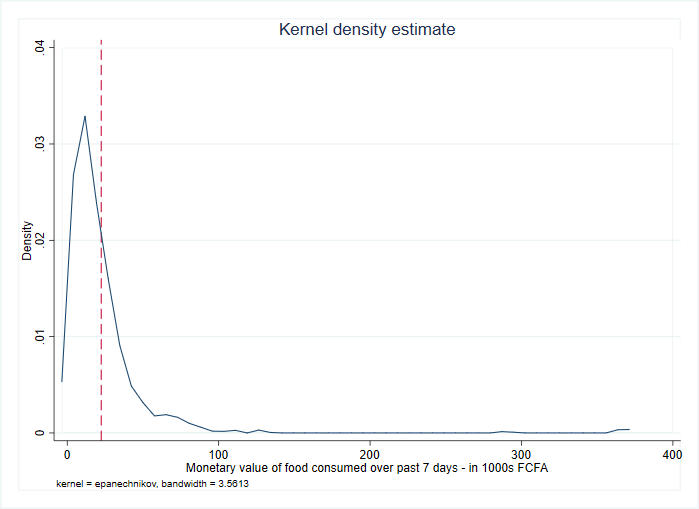 Kernel density estimate
.04
.03
.02
.01
0
Density
0 100 200 300 400
Monetary value of food consumed over past 7 days - in 1000s FCFA
kernel = epanechnikov, bandwidth = 3.5613